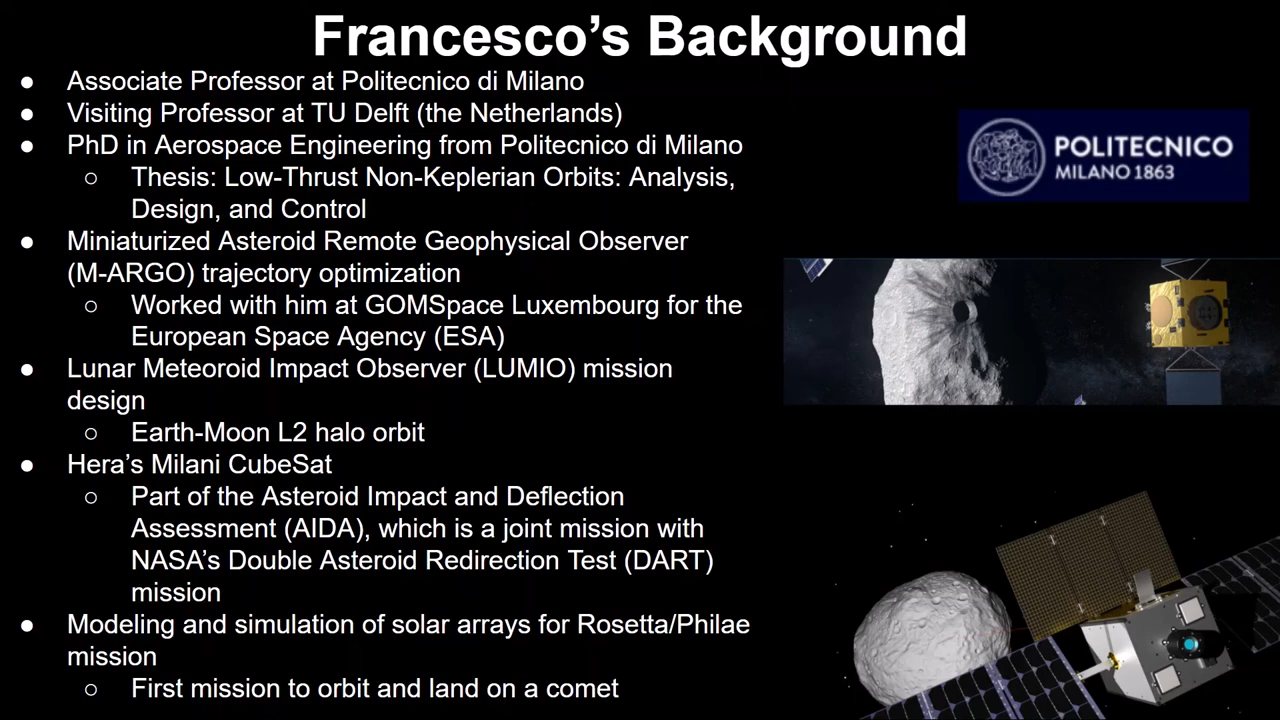 Francesco’s Background
● Associate Professor at Politecnico di Milano
● Visiting Professor at TU Delft (the Netherlands)
● PhD in Aerospace Engineering from Politecnico di Milano
○ Thesis: Low-Thrust Non-Keplerian Orbits: Analysis,
Design, and Control
● Miniaturized Asteroid Remote Geophysical Observer
(M-ARGO) trajectory optimization
○ Worked with him at GOMSpace Luxembourg for the
European Space Agency (ESA)
● Lunar Meteoroid Impact Observer (LUMIO) mission
design
○ Earth-Moon L2 halo orbit
● Hera’s Milani CubeSat
○ Part of the Asteroid Impact and Deflection
Assessment (AIDA), which is a joint mission with
NASA’s Double Asteroid Redirection Test (DART)
mission
● Modeling and simulation of solar arrays for Rosetta/Philae
mission
○ First mission to orbit and land on a comet
POLITECNICO
MILANO 1863